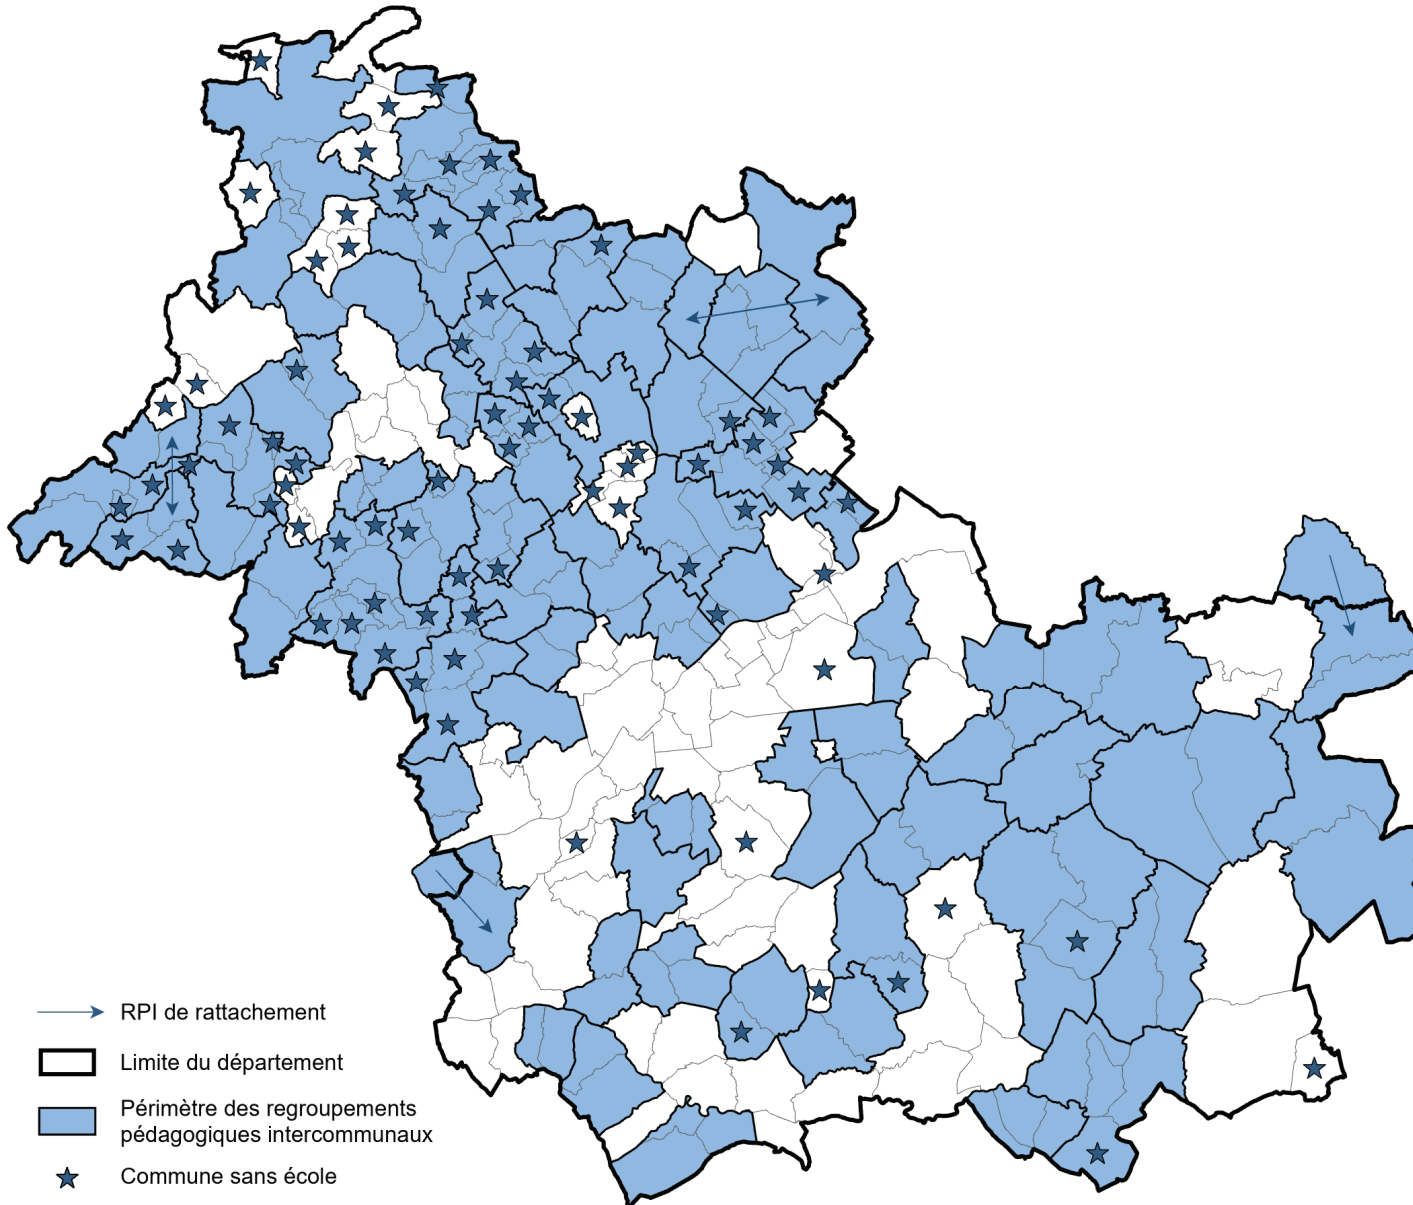 RPI de rattachement
Limite du département
Périmètre des regroupements
pédagogiques intercommunaux
Commune sans école